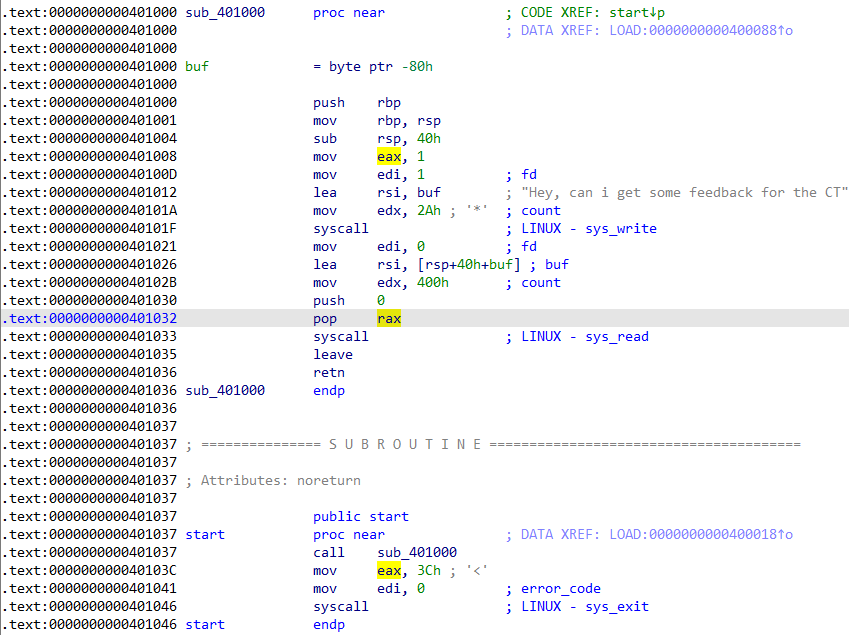 .text:0000000000401000 sub_401000      proc near               ; CODE XREF: start↓p
.text:0000000000401000                                         ; DATA XREF: LOAD:0000000000400088↑o
.text:0000000000401000
.text:0000000000401000 buf             = byte ptr -80h
.text:0000000000401000
.text:0000000000401000                 push    rbp
.text:0000000000401001                 mov     rbp, rsp
.text:0000000000401004                 sub     rsp, 40h
.text:0000000000401008                 mov     eax, 1
.text:000000000040100D                 mov     edi, 1          ; fd
.text:0000000000401012                 lea     rsi, buf        ; "Hey, can i get some feedback for the CT"
.text:000000000040101A                 mov     edx, 2Ah ; '*'  ; count
.text:000000000040101F                 syscall                 ; LINUX - sys_write
.text:0000000000401021                 mov     edi, 0          ; fd
.text:0000000000401026                 lea     rsi, [rsp+40h+buf] ; buf
.text:000000000040102B                 mov     edx, 400h       ; count
.text:0000000000401030                 push    0
.text:0000000000401032                 pop     rax
.text:0000000000401033                 syscall                 ; LINUX - sys_read
.text:0000000000401035                 leave
.text:0000000000401036                 retn
.text:0000000000401036 sub_401000      endp
.text:0000000000401036
.text:0000000000401037
.text:0000000000401037 ; =============== S U B R O U T I N E =======================================
.text:0000000000401037
.text:0000000000401037 ; Attributes: noreturn
.text:0000000000401037
.text:0000000000401037                 public start
.text:0000000000401037 start           proc near               ; DATA XREF: LOAD:0000000000400018↑o
.text:0000000000401037                 call    sub_401000
.text:000000000040103C                 mov     eax, 3Ch ; '<'
.text:0000000000401041                 mov     edi, 0          ; error_code
.text:0000000000401046                 syscall                 ; LINUX - sys_exit
.text:0000000000401046 start           endp